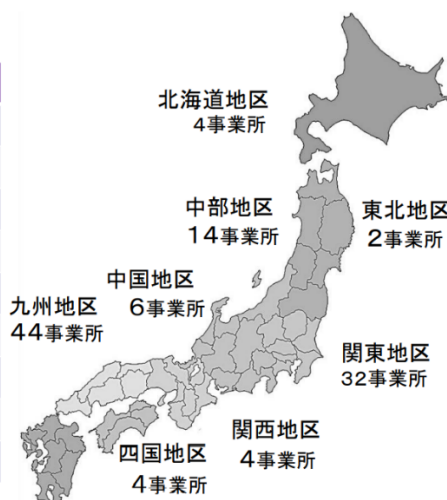 北海道地区
4事業所
中部地区
14事業所
東北地区
2事業所
中国地区
6事業所
九州地区
44事業所
関東地区
32事業所
関西地区
4事業所
四国地区
4事業所